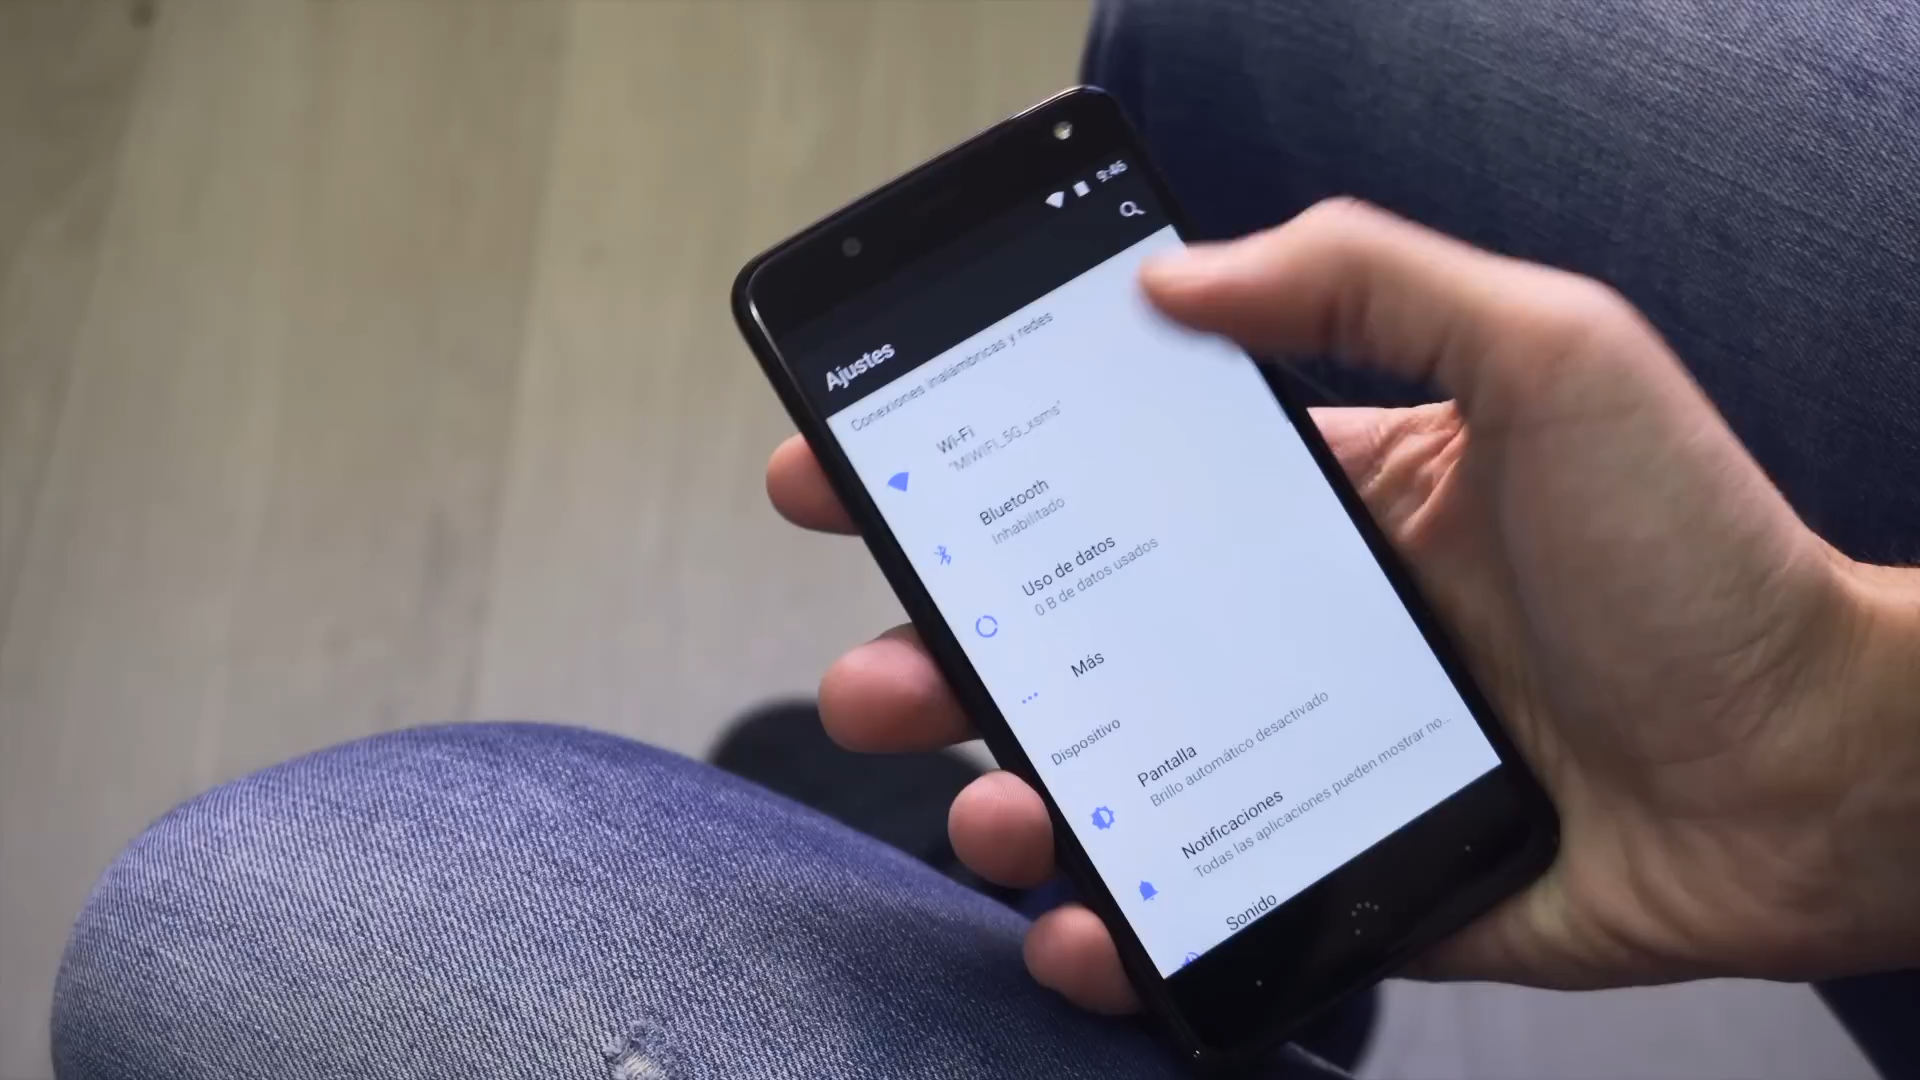 9:46
Ajustes
Conexiones inalámbricas y redes
Wi-Fi
"MIWIFI_5G_xsms"
Bluetooth
Inhabilitado
Uso de datos
0 B de datos usados
Más
Dispositivo
Pantalla
Brillo automático desactivado
Notificaciones
Todas las aplicaciones pueden mostrar no...
Sonido